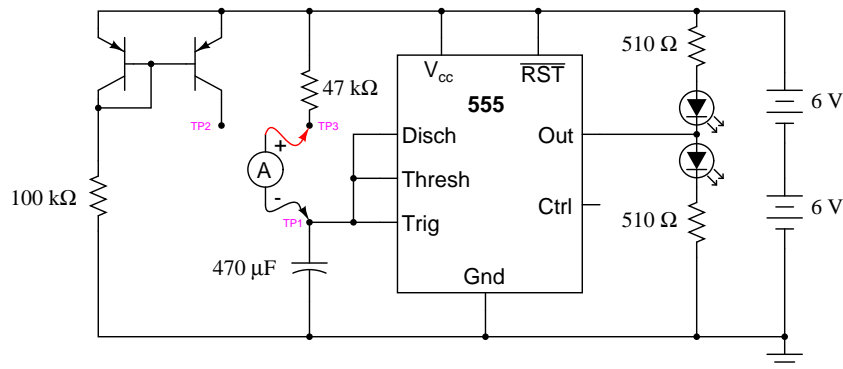 510 Ω
V cc
RST
47 kΩ
555
6 V
TP2
TP3
+
Disch
Out
A
100 kΩ
Thresh
-
TP1
Trig
Ctrl
510 Ω
6 V
470 µF
Gnd